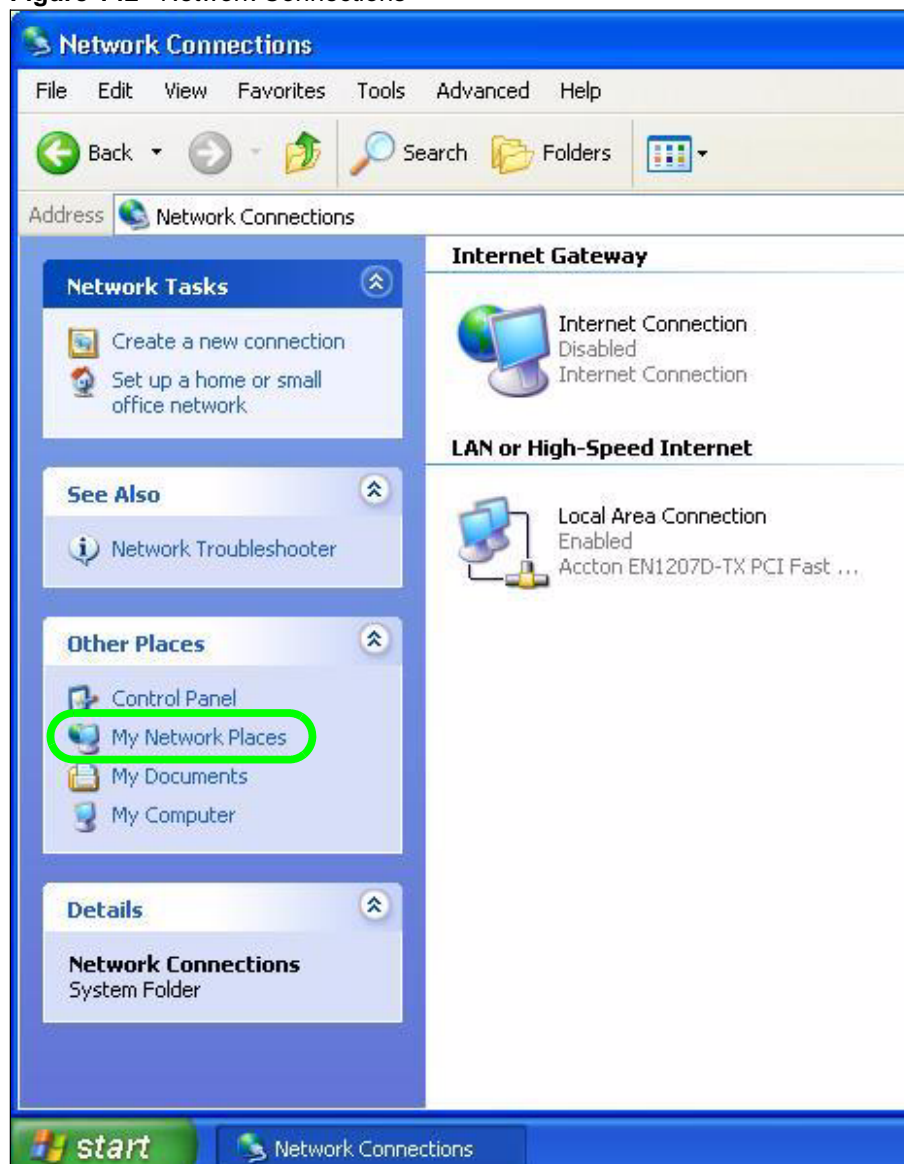 Network Connections
File Edit View Favorites Tools Advanced Help
Back Search Folders
Address Network Connections
Network Tasks
Create a new connection
Set up a home or small
office network
See Also
Network Troubleshooter
Other Places
Control Panel
My Network Places
My Documents
My Computer
Details
Network Connections
System Folder
Internet Gateway
Internet Connection
Disabled
Internet Connection
LAN or High-Speed Internet
Local Area Connection
Enabled
Accton EN1207D-TX PCI Fast ...
start Network Connections